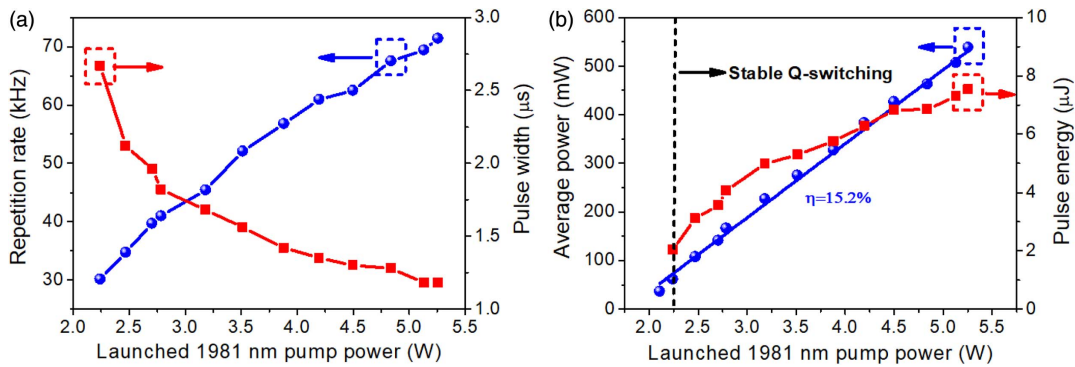 (a)
Repetition rate (kHz)
70
60
50
40
30
3.0
2.5
2.0
1.5
1.0
Pulse width (μs)
2.0 2.5 3.0 3.5 4.0 4.5 5.0 5.5
Launched 1981 nm pump power (W)
(b)
Average power (mW)
600
500
400
300
200
100
0
Stable Q-switching
η=15.2%
10
8
6
4
2
0
Pulse energy (μJ)
2.0 2.5 3.0 3.5 4.0 4.5 5.0 5.5
Launched 1981 nm pump power (W)